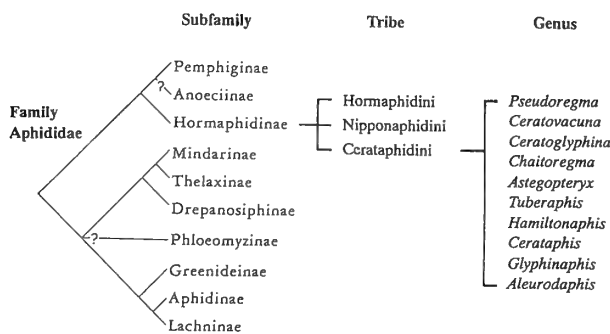 Subfamily Tribe Genus
Family
Aphididae
Pemphiginae
?
Anoeciinae
Hormaphidinae
Mindarinae
Thelaxinae
Drepanosiphinae
?
Phloeomyzinae
Greenideinae
Aphidinae
Lachninae
Hormaphidini
Nipponaphidini
Cerataphidini
Pseudoregma
Ceratovacuna
Ceratoglyphina
Chaitoregma
Astegopteryx
Tuberaphis
Hamiltonaphis
Cerataphis
Glyphinaphis
Aleurodaphis